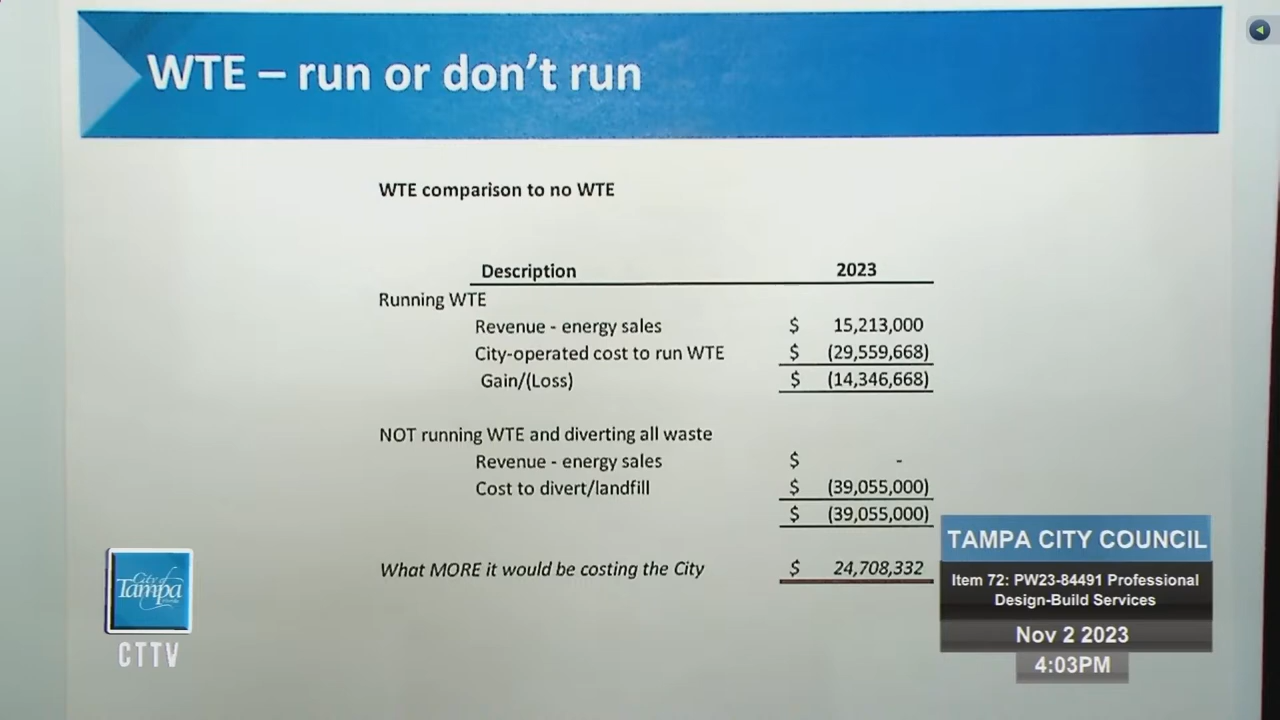 WTE – run or don't run
WTE comparison to no WTE
Description 2023
Running WTE
Revenue - energy sales $ 15,213,000
City-operated cost to run WTE $ (29,559,668)
Gain/(Loss) $ (14,346,668)
NOT running WTE and diverting all waste
Revenue - energy sales $ -
Cost to divert/landfill $ (39,055,000)
$ (39,055,000)
What MORE it would be costing the City $ 24,708,332
City of
Tampa
CTTV
TAMPA CITY COUNCIL
Item 72: PW23-84491 Professional
Design-Build Services
Nov 2 2023
4:03PM